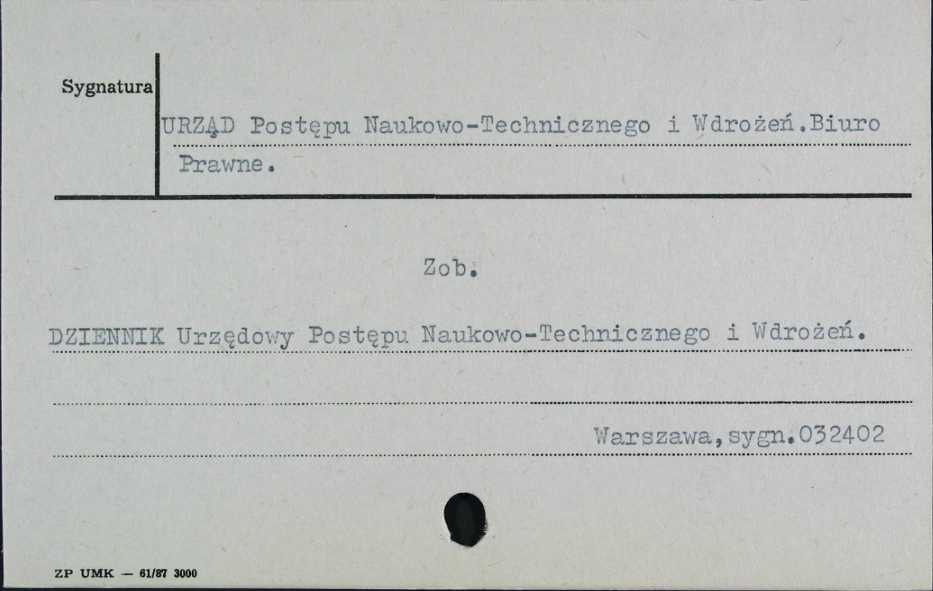 Sygnatura
URZĄD Postępu Naukowo-Technicznego i Wdrożeń.Biuro
Prawne.
Zob.
DZIENNIK Urzędowy Postępu Naukowo-Technicznego i Wdrożeń.
Warszawa,sygn.032402
ZP UMK — 61/87 3000